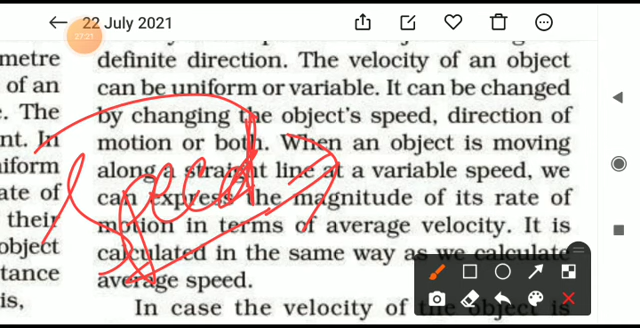 22 July 2021
27:21
metre
of an
. The
nt. In
iform
ate of
their
object
tance
is,
definite direction. The velocity of an object
can be uniform or variable. It can be changed
by changing the object's speed, direction of
motion or both. When an object is moving
along a straight line at a variable speed, we
can express the magnitude of its rate of
motion in terms of average velocity. It is
calculated in the same way as we calculate
average speed.
In case the velocity of the object is
Speed